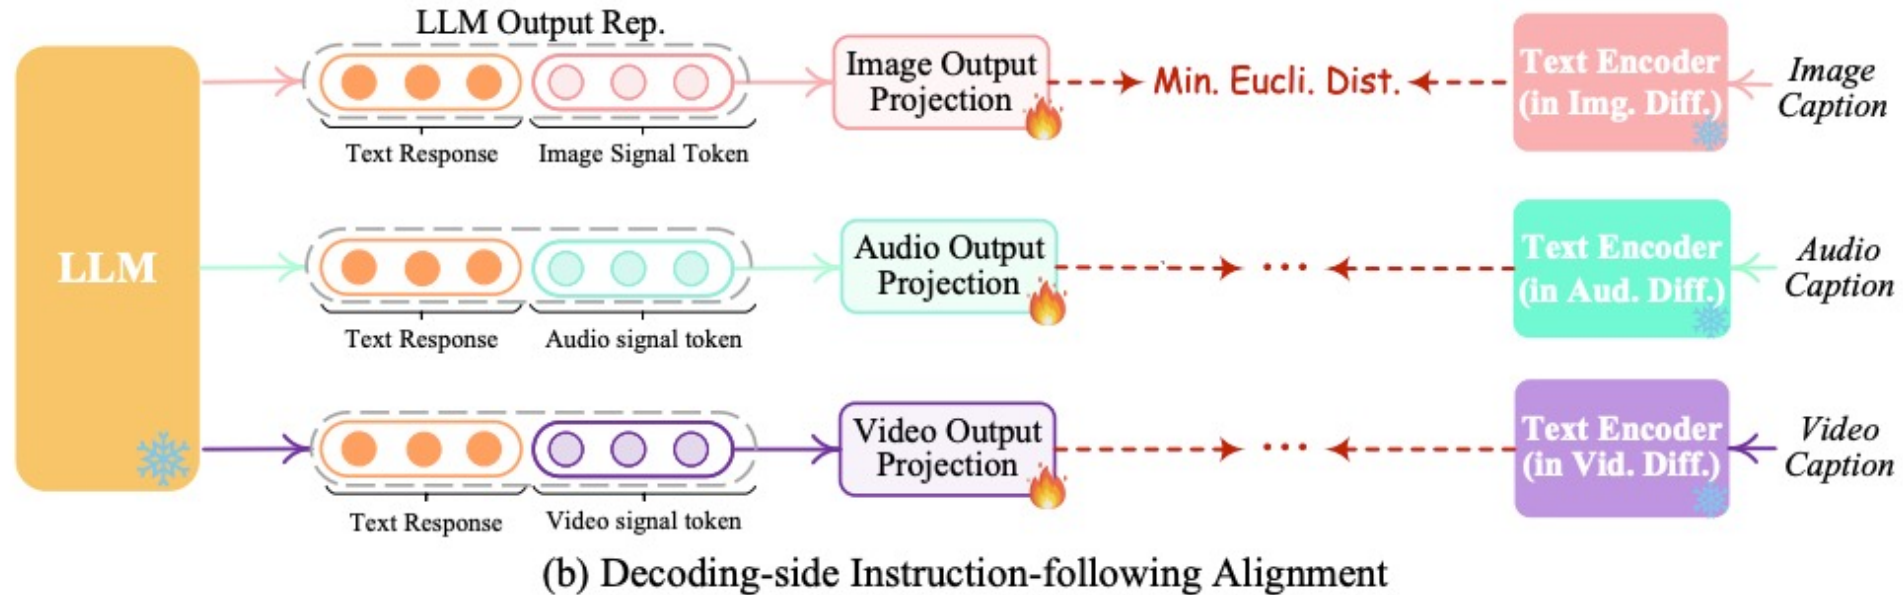 LLM Output Rep.
LLM
Text Response
Image Signal Token
Image Output
Projection
Min. Eucli. Dist.
Text Encoder
(in Img. Diff.)
Image
Caption
Text Response
Audio signal token
Audio Output
Projection
...
Text Encoder
(in Aud. Diff.)
Audio
Caption
Text Response
Video signal token
Video Output
Projection
...
Text Encoder
(in Vid. Diff.)
Video
Caption
(b) Decoding-side Instruction-following Alignment